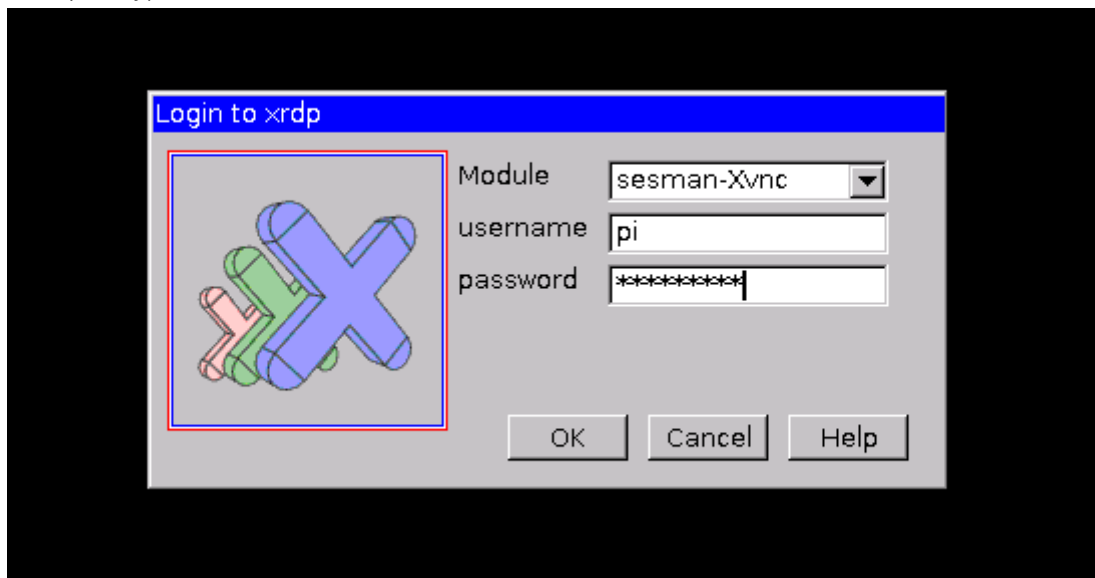 Login to xrdp
Module sesman-Xvnc
username pi
password *********
OK Cancel Help